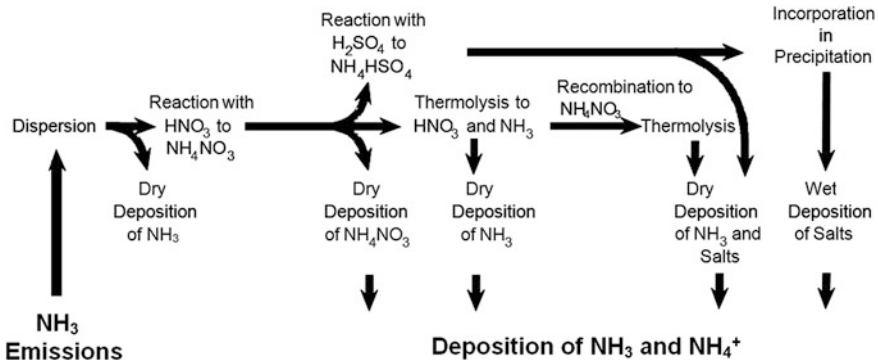 Reaction with
H₂SO₄ to
NH₄HSO₄
Incorporation
in
Precipitation
Dispersion
Reaction with
HNO₃ to
NH₄NO₃
Thermolysis to
HNO₃ and NH₃
Recombination to
NH₄NO₃
Thermolysis
Dry
Deposition
of NH₃
Dry
Deposition
of NH₄NO₃
Dry
Deposition
of NH₃
Dry
Deposition
of NH₃ and
Salts
Wet
Deposition
of Salts
NH₃
Emissions
Deposition of NH₃ and NH₄⁺